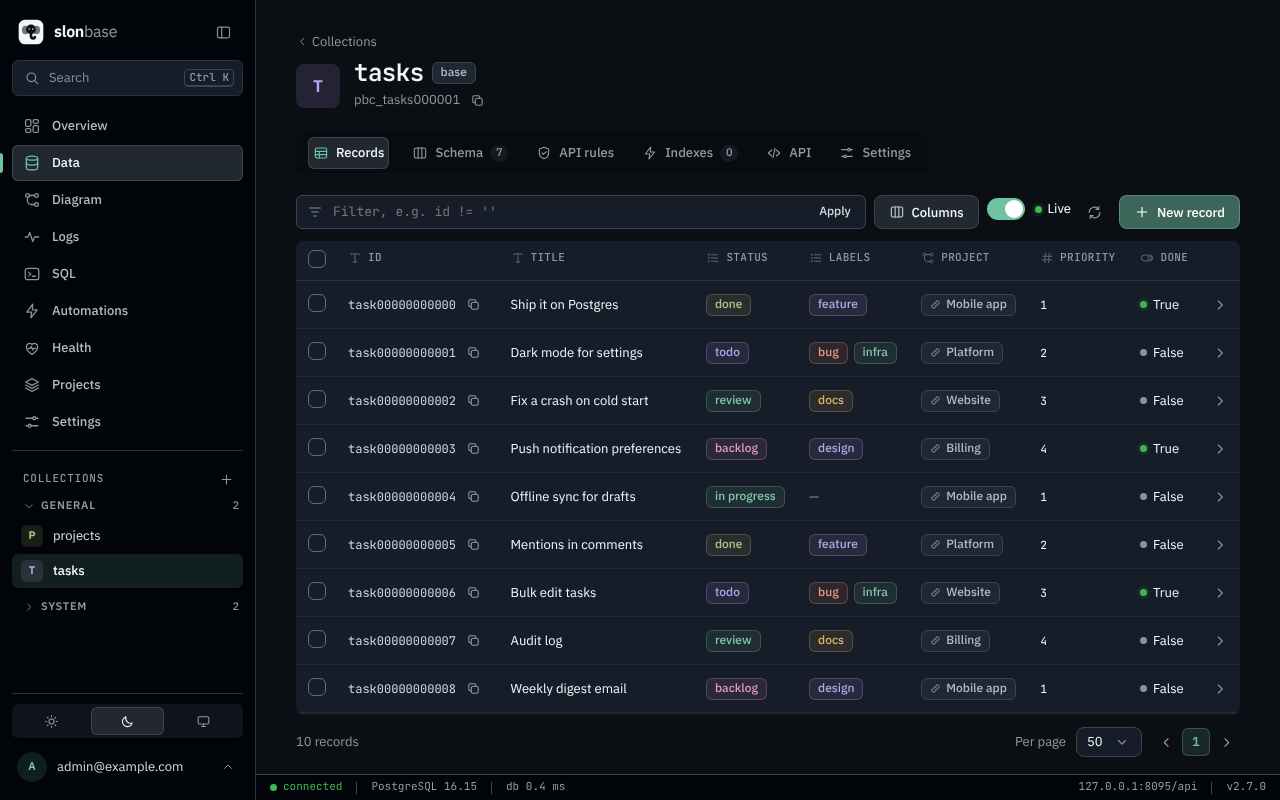 slonbase
Search Ctrl K
Overview
Data
Diagram
Logs
SQL
Automations
Health
Projects
Settings
COLLECTIONS
GENERAL 2
P projects
T tasks
SYSTEM 2
A admin@example.com
Collections
T tasks base
pbc_tasks000001
Records Schema 7 API rules Indexes 0 API Settings
Filter, e.g. id != '' Apply Columns Live New record
ID TITLE STATUS LABELS PROJECT PRIORITY DONE
task00000000000 Ship it on Postgres done feature Mobile app 1 True
task00000000001 Dark mode for settings todo bug infra Platform 2 False
task00000000002 Fix a crash on cold start review docs Website 3 False
task00000000003 Push notification preferences backlog design Billing 4 True
task00000000004 Offline sync for drafts in progress — Mobile app 1 False
task00000000005 Mentions in comments done feature Platform 2 False
task00000000006 Bulk edit tasks todo bug infra Website 3 True
task00000000007 Audit log review docs Billing 4 False
task00000000008 Weekly digest email backlog design Mobile app 1 False
10 records Per page 50 1
connected PostgreSQL 16.15 db 0.4 ms 127.0.0.1:8095/api v2.7.0